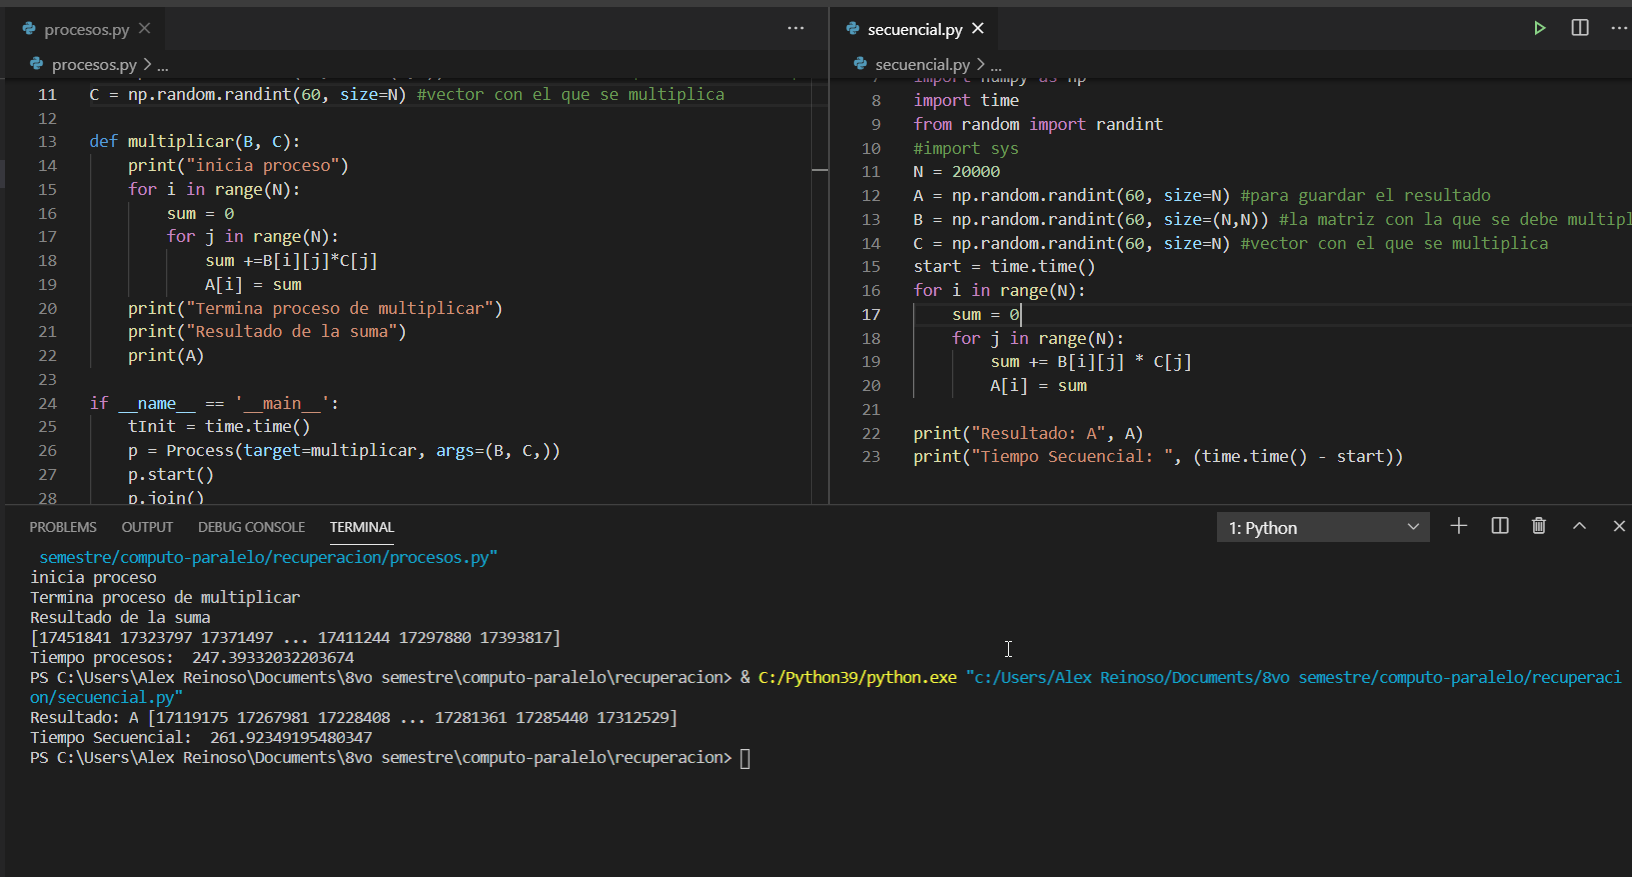 procesos.py
procesos.py > ...
11 C = np.random.randint(60, size=N) #vector con el que se multiplica
12
13 def multiplicar(B, C):
14 print("inicia proceso")
15 for i in range(N):
16 sum = 0
17 for j in range(N):
18 sum +=B[i][j]*C[j]
19 A[i] = sum
20 print("Termina proceso de multiplicar")
21 print("Resultado de la suma")
22 print(A)
23
24 if __name__ == '__main__':
25 tInit = time.time()
26 p = Process(target=multiplicar, args=(B, C,))
27 p.start()
28 p.join()
secuencial.py
secuencial.py > ...
7 import numpy as np
8 import time
9 from random import randint
10 #import sys
11 N = 20000
12 A = np.random.randint(60, size=N) #para guardar el resultado
13 B = np.random.randint(60, size=(N,N)) #la matriz con la que se debe multipl
14 C = np.random.randint(60, size=N) #vector con el que se multiplica
15 start = time.time()
16 for i in range(N):
17 sum = 0
18 for j in range(N):
19 sum += B[i][j] * C[j]
20 A[i] = sum
21
22 print("Resultado: A", A)
23 print("Tiempo Secuencial: ", (time.time() - start))
PROBLEMS OUTPUT DEBUG CONSOLE TERMINAL 1: Python
semestre/computo-paralelo/recuperacion/procesos.py"
inicia proceso
Termina proceso de multiplicar
Resultado de la suma
[17451841 17323797 17371497 ... 17411244 17297880 17393817]
Tiempo procesos:  247.39332032203674
PS C:\Users\Alex Reinoso\Documents\8vo semestre\computo-paralelo\recuperacion> & C:/Python39/python.exe "c:/Users/Alex Reinoso/Documents/8vo semestre/computo-paralelo/recuperaci
on/secuencial.py"
Resultado: A [17119175 17267981 17228408 ... 17281361 17285440 17312529]
Tiempo Secuencial:  261.92349195480347
PS C:\Users\Alex Reinoso\Documents\8vo semestre\computo-paralelo\recuperacion>